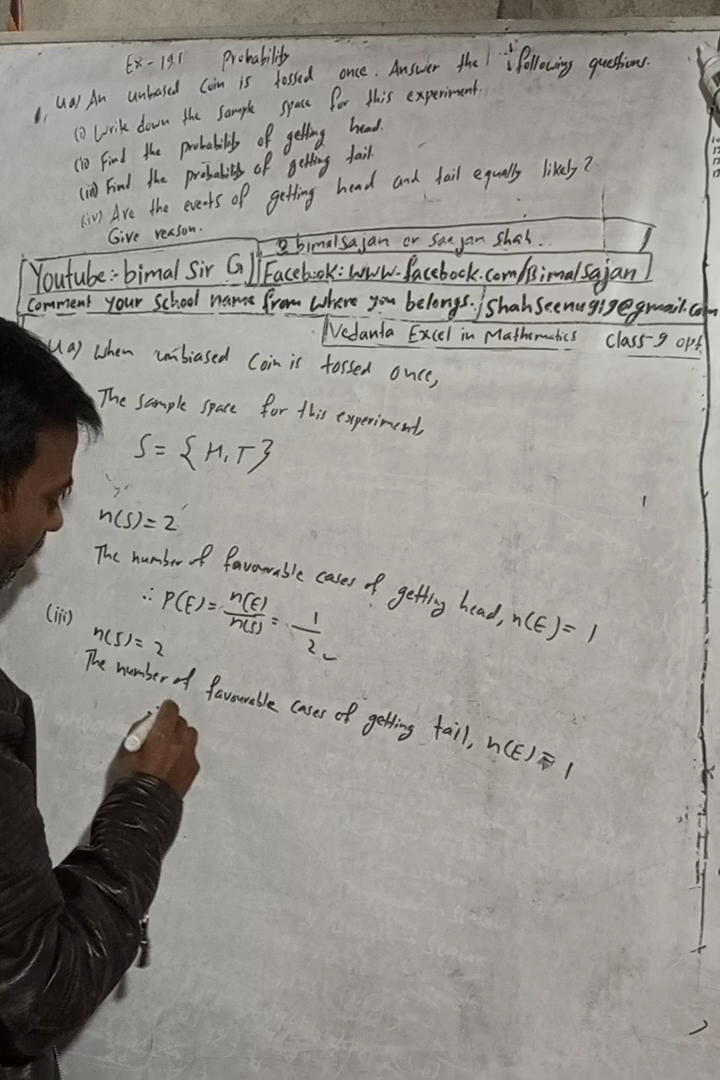 Ex-19.1 Probability
1. 4a) An unbiased coin is tossed once. Answer the following questions.
(i) Write down the sample space for this experiment.
(ii) Find the probability of getting head.
(iii) Find the probability of getting tail.
(iv) Are the events of getting head and tail equally likely?
Give reason.
bimalsajan or Sanjan Shah.
Youtube:- bimal Sir G Facebook: www.facebook.com/Bimalsajan
Comment your School name from where you belongs. /Shahseenu919@gmail.com
Vedanta Excel in Mathematics Class-9 opt
4a) When unbiased Coin is tossed once,
The sample space for this experiment,
S = {H, T}
n(S) = 2
The number of favourable cases of getting head, n(E) = 1
∴ P(E) = n(E)/n(S) = 1/2
(iii)
n(S) = 2
The number of favourable cases of getting tail, n(E) = 1